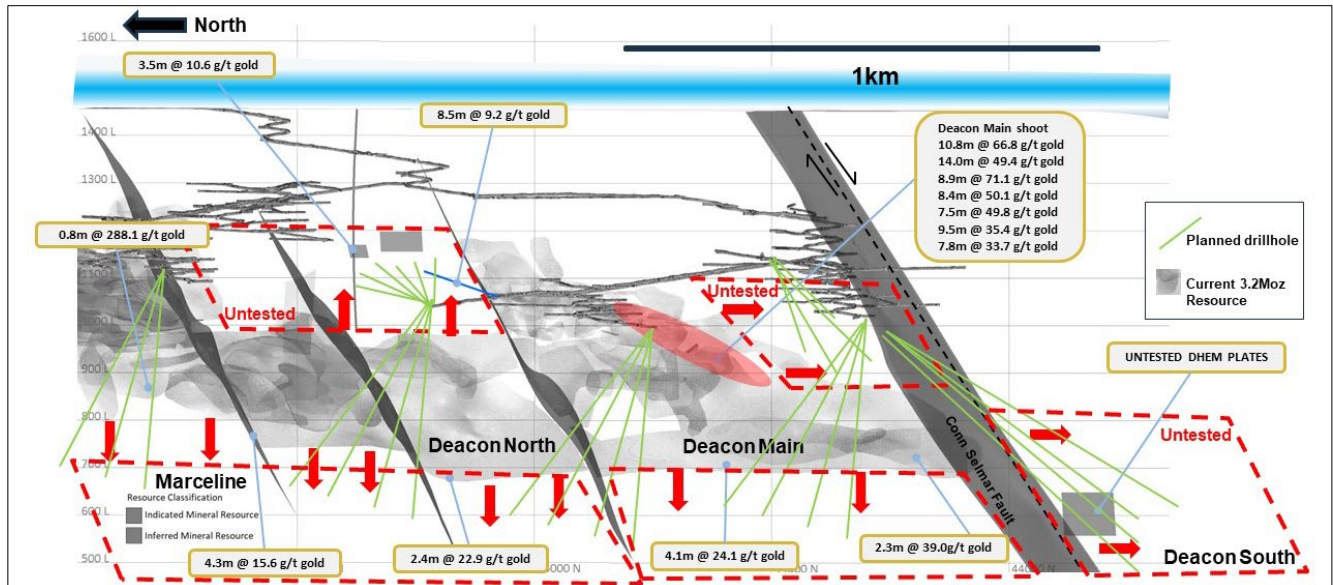 North
1600 L
3.5m @ 10.6 g/t gold
1km
8.5m @ 9.2 g/t gold
1400 L
Deacon Main shoot
10.8m @ 66.8 g/t gold
14.0m @ 49.4 g/t gold
8.9m @ 71.1 g/t gold
8.4m @ 50.1 g/t gold
7.5m @ 49.8 g/t gold
9.5m @ 35.4 g/t gold
7.8m @ 33.7 g/t gold
1300 L
0.8m @ 288.1 g/t gold
Planned drillhole
Current 3.2Moz
Resource
Untested
Untested
900 L
UNTESTED DHEM PLATES
800 L
Untested
Deacon North
Deacon Main
Conn Selmar Fault
Marceline
Resource Classification
Indicated Mineral Resource
Inferred Mineral Resource
600 L
500 L
4.3m @ 15.6 g/t gold
2.4m @ 22.9 g/t gold
4.1m @ 24.1 g/t gold
2.3m @ 39.0g/t gold
Deacon South